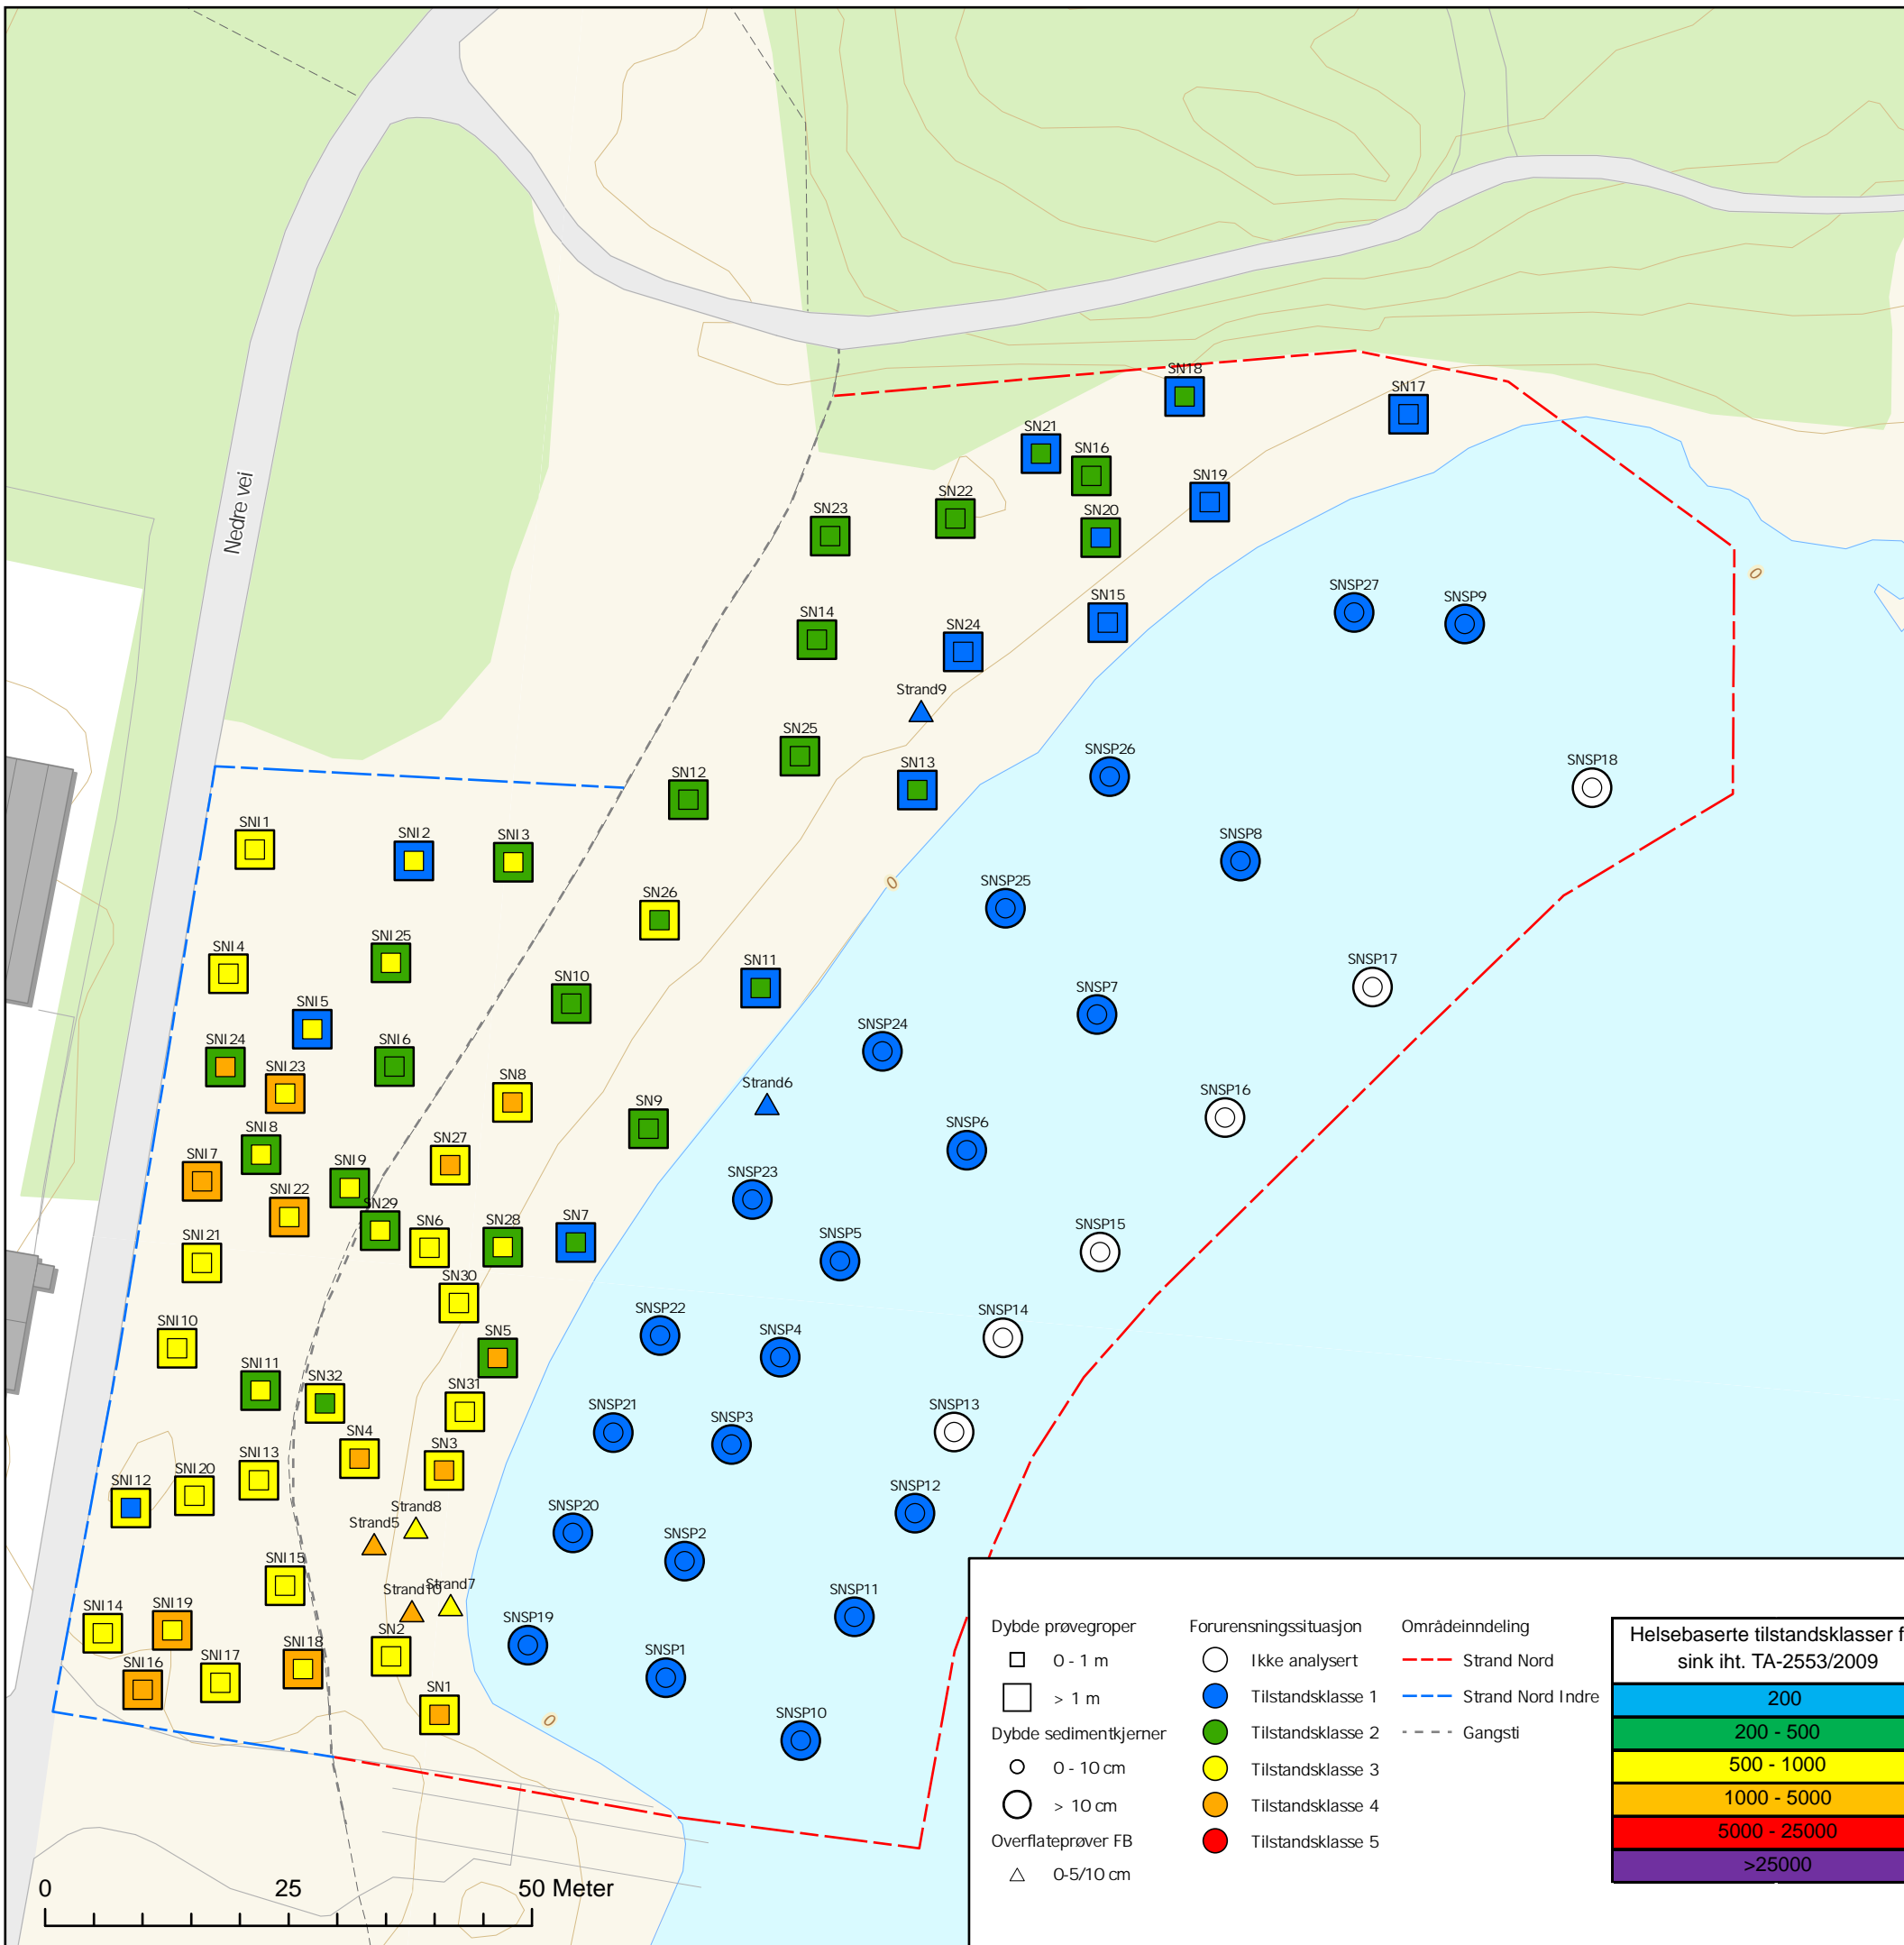 Nedre vei
SN18
SN17
SN21
SN16
SN19
SN22
SN23
SN20
SNSP27
SNSP9
SN15
SN14
SN24
0
Strand9
SN25
SNSP26
SNSP18
SN12
SN13
SNI1
SNI2
SNI3
SNSP8
0
SNSP25
SN26
SNI25
SNI4
SNSP17
SN10
SN11
SNI5
SNSP7
SNSP24
SNI24
SNI6
SNI23
SN8
Strand6
SNSP16
SN9
SNI8
SNSP6
SNI7
SN27
SNI9
SNSP23
SNI22
SN29
SN6
SN28
SN7
SNSP15
SNI21
SNSP5
SN30
SNSP22
SNSP14
SNI10
SN5
SNSP4
SNI11
SN32
SN31
SNSP21
SNSP3
SNSP13
SN4
SN3
SNI13
SNI20
SNI12
SNSP12
Strand8
SNSP20
Strand5
SNSP2
SNI15
Strand10
Strand7
SNSP11
SNI14
SNI19
SNSP19
SN2
SNI18
SNI17
SNSP1
SNI16
SN1
SNSP10
0
0 25 50 Meter
Dybde prøvegroper
0 - 1 m
> 1 m
Dybde sedimentkjerner
0 - 10 cm
> 10 cm
Overflateprøver FB
0-5/10 cm
Forurensningssituasjon
Ikke analysert
Tilstandsklasse 1
Tilstandsklasse 2
Tilstandsklasse 3
Tilstandsklasse 4
Tilstandsklasse 5
Områdeinndeling
Strand Nord
Strand Nord Indre
Gangsti
Helsebaserte tilstandsklasser f
sink iht. TA-2553/2009
200
200 - 500
500 - 1000
1000 - 5000
5000 - 25000
>25000